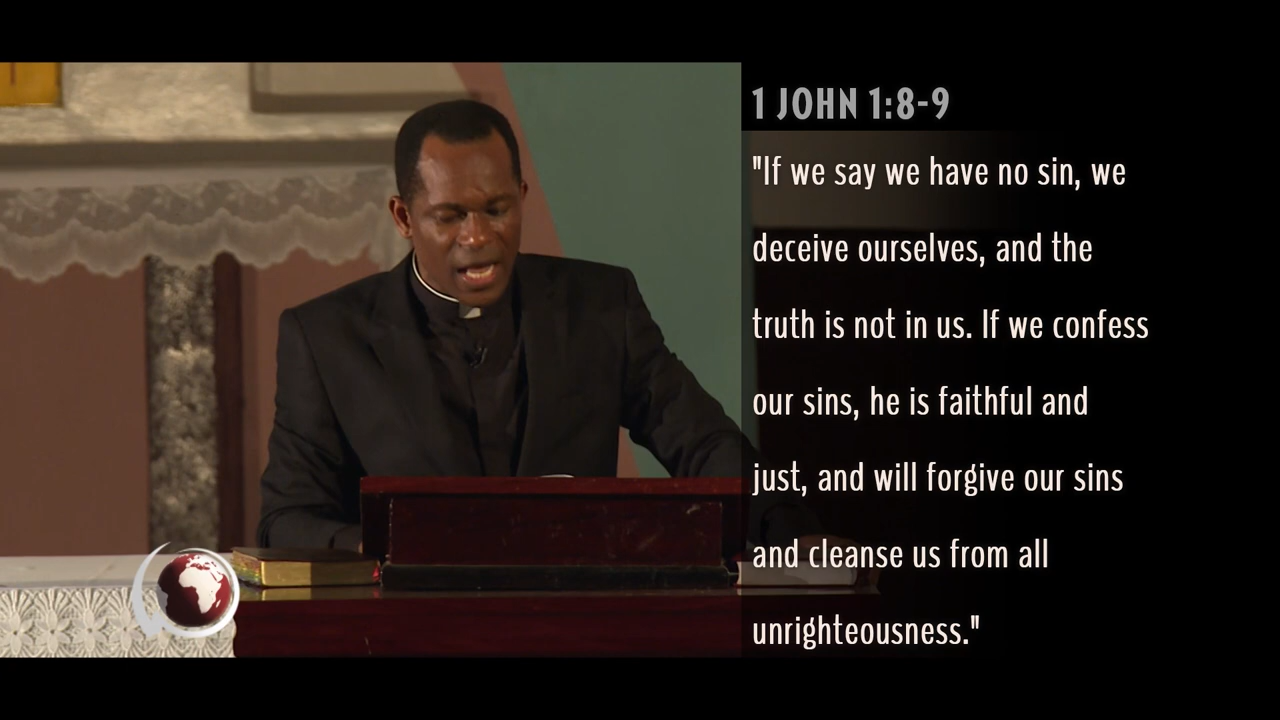 1 JOHN 1:8-9
"If we say we have no sin, we
deceive ourselves, and the
truth is not in us. If we confess
our sins, he is faithful and
just, and will forgive our sins
and cleanse us from all
unrighteousness."